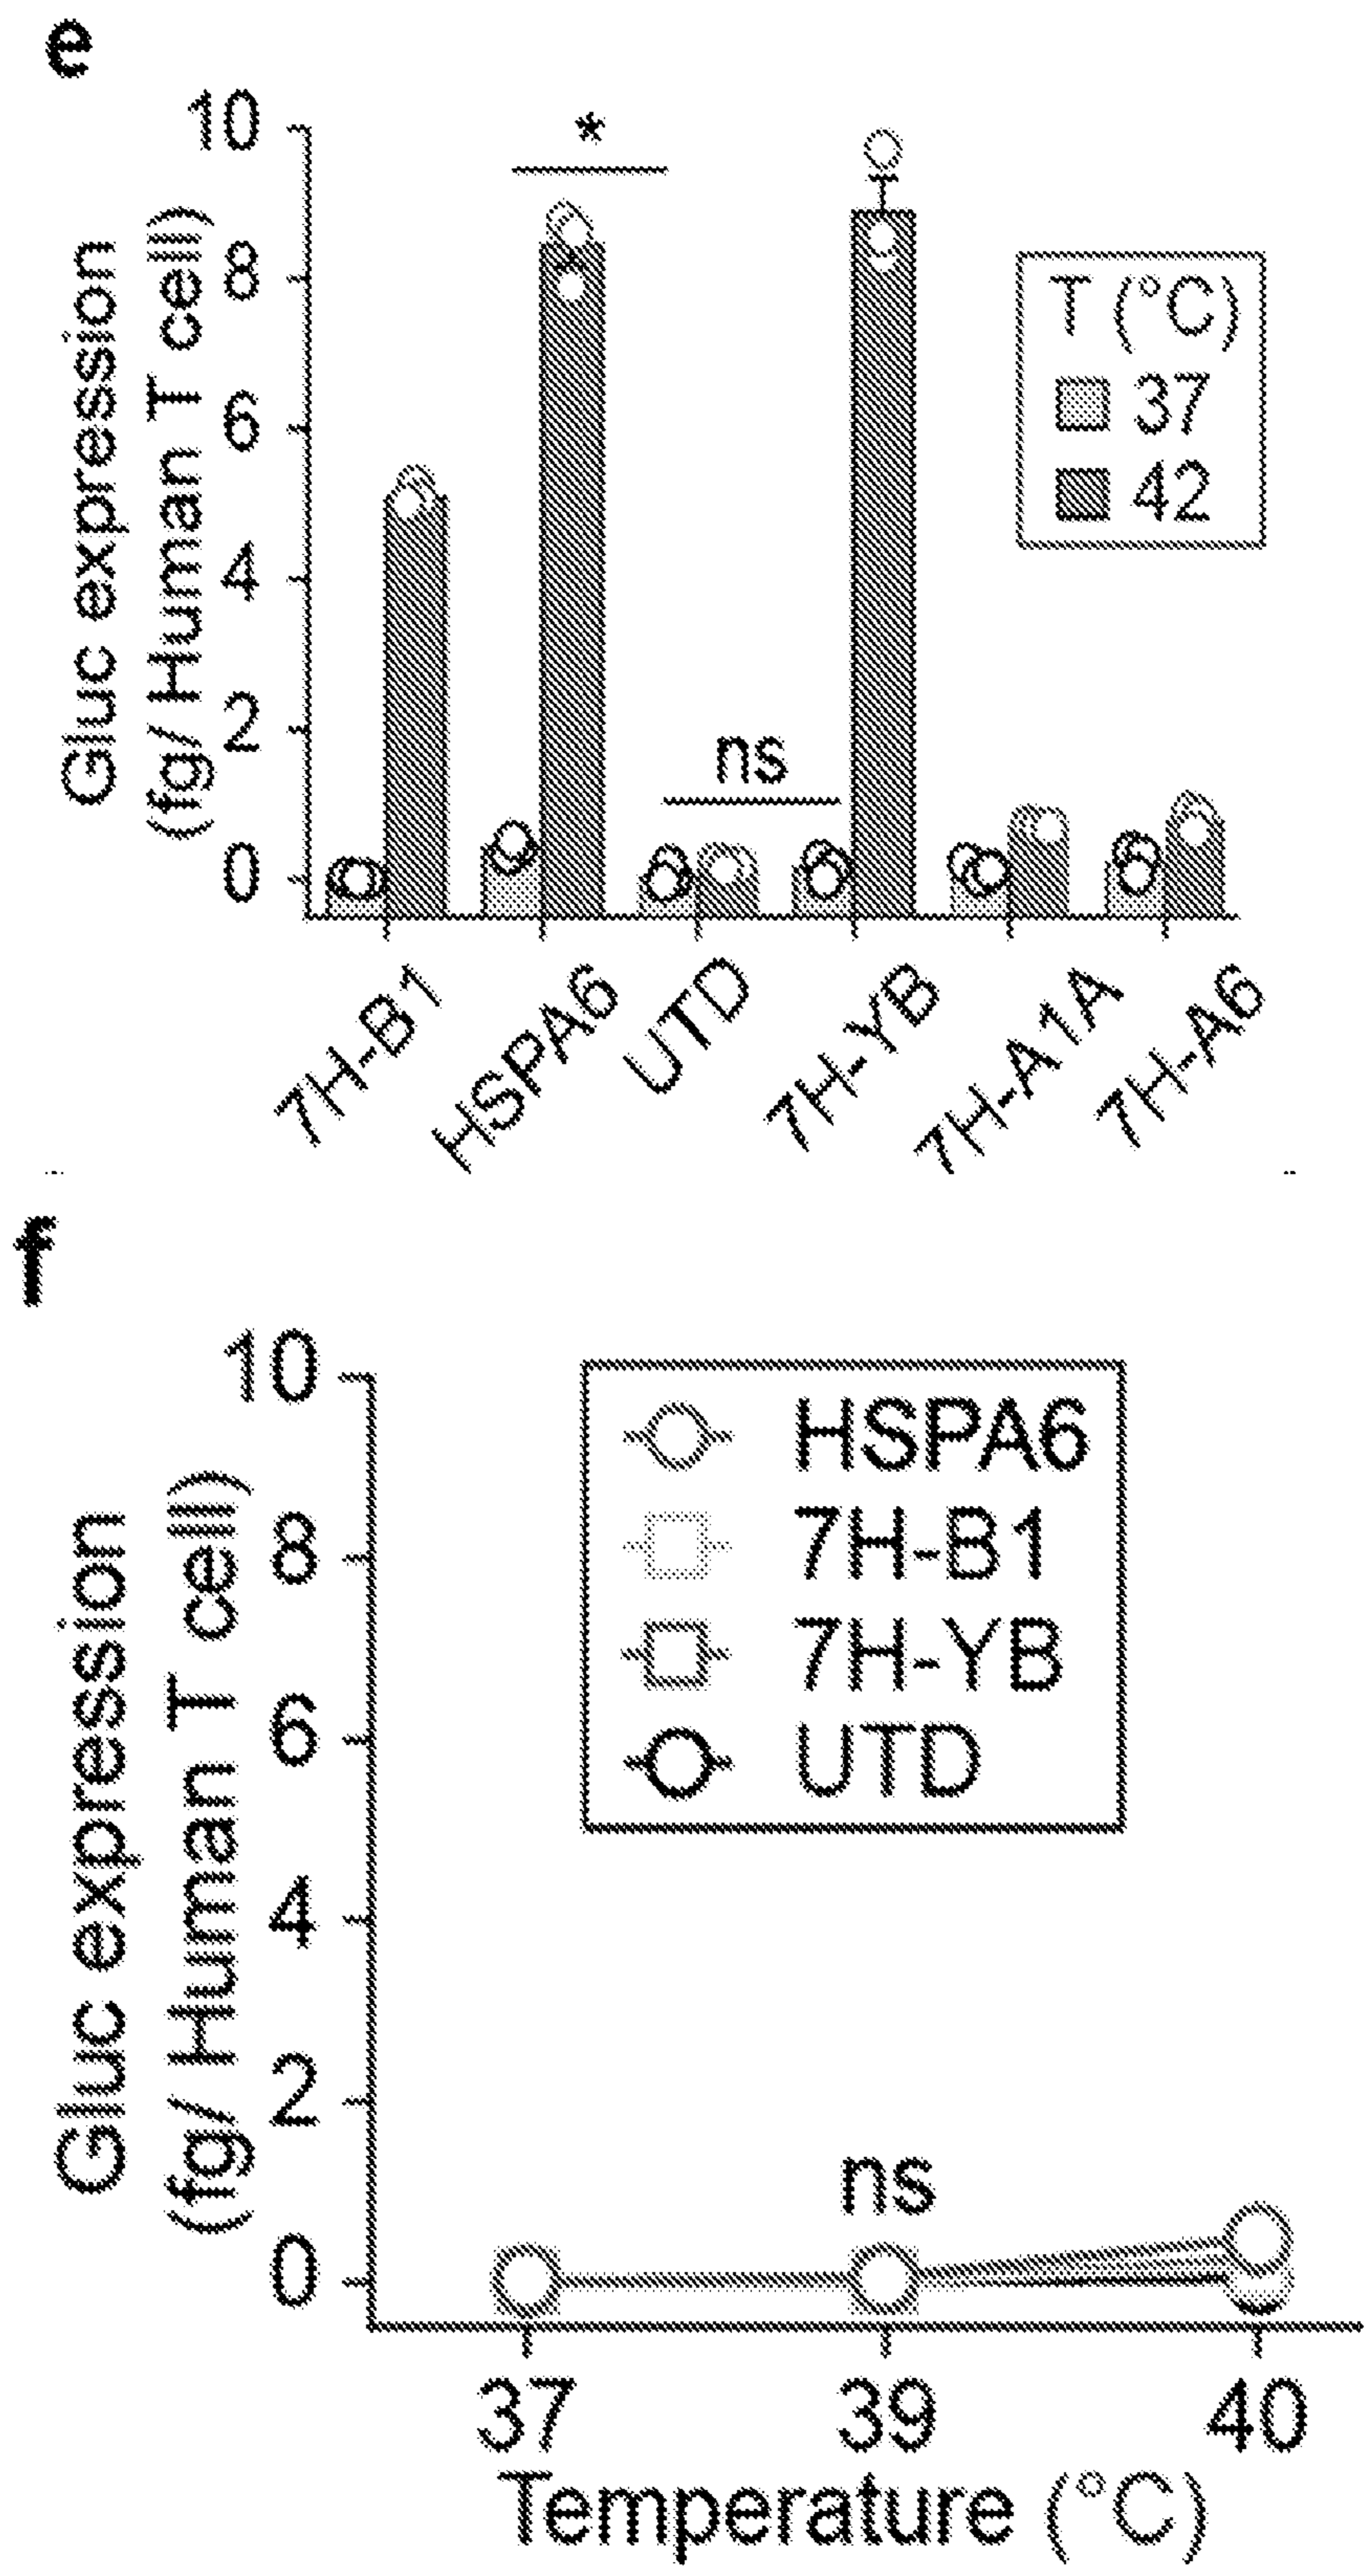 e
Gluc expression
(fg/ Human T cell)
10
8
6
4
2
0
*
ns
T (°C)
37
42
7H-B1
HSPA6
UTD
7H-YB
7H-A1A
7H-A6
f
Gluc expression
(fg/ Human T cell)
10
8
6
4
2
0
HSPA6
7H-B1
7H-YB
UTD
ns
37
39
40
Temperature (°C)